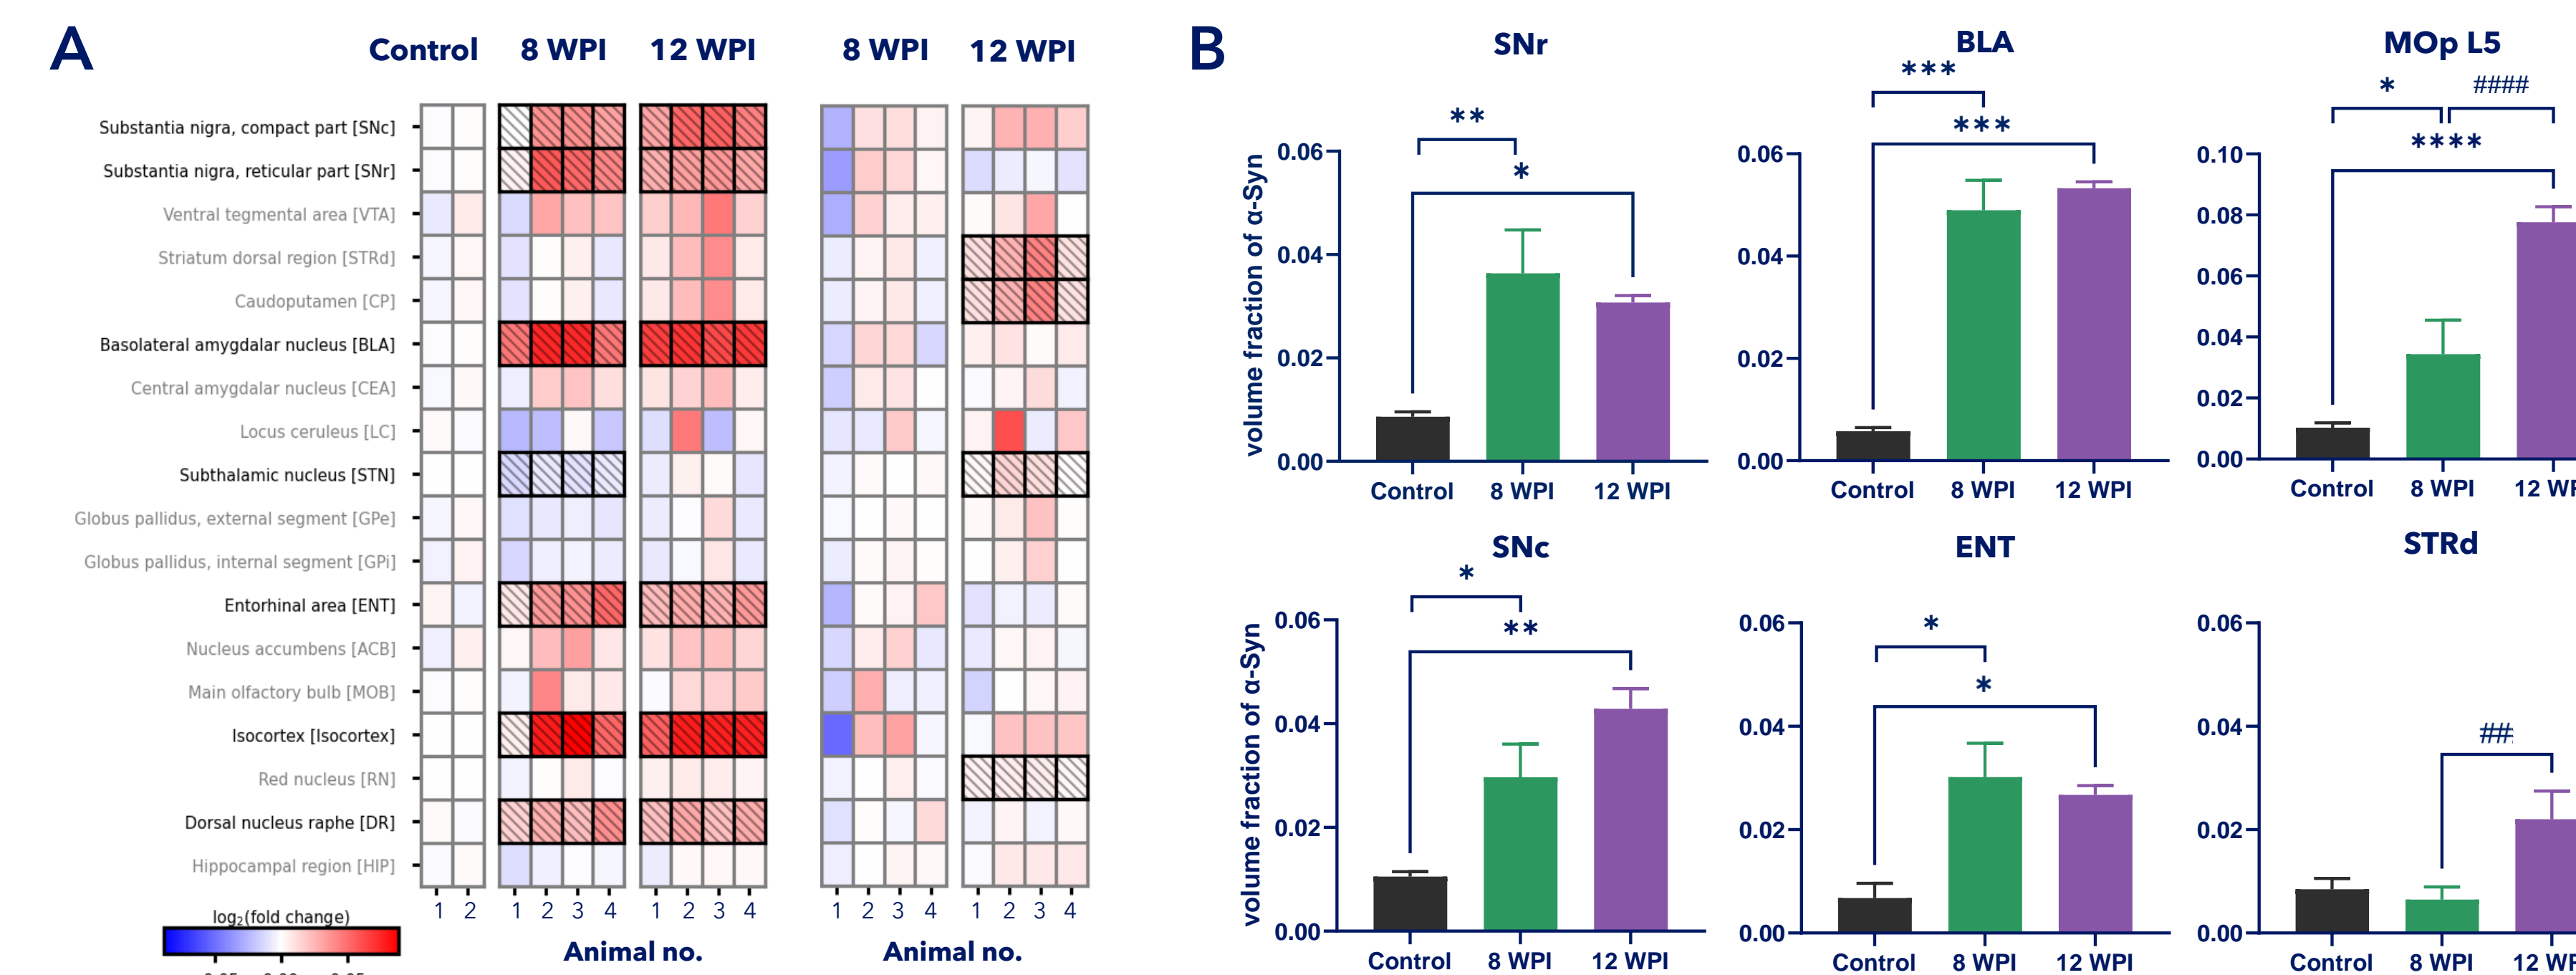 A
Control 8 WPI 12 WPI 8 WPI 12 WPI
Substantia nigra, compact part [SNc]
Substantia nigra, reticular part [SNr]
Ventral tegmental area [VTA]
Striatum dorsal region [STRd]
Caudoputamen [CP]
Basolateral amygdalar nucleus [BLA]
Central amygdalar nucleus [CEA]
Locus ceruleus [LC]
Subthalamic nucleus [STN]
Globus pallidus, external segment [GPe]
Globus pallidus, internal segment [GPi]
Entorhinal area [ENT]
Nucleus accumbens [ACB]
Main olfactory bulb [MOB]
Isocortex [Isocortex]
Red nucleus [RN]
Dorsal nucleus raphe [DR]
Hippocampal region [HIP]
1 2 1 2 3 4 1 2 3 4 1 2 3 4 1 2 3 4
log₂(fold change)
Animal no. Animal no.
B
SNr
**
*
volume fraction of α-Syn
0.06
0.04
0.02
0.00
Control 8 WPI 12 WPI
BLA
***
***
0.06
0.04
0.02
0.00
Control 8 WPI 12 WPI
MOp L5
* ####
****
0.10
0.08
0.06
0.04
0.02
0.00
Control 8 WPI 12 WP
SNc
*
**
volume fraction of α-Syn
0.06
0.04
0.02
0.00
Control 8 WPI 12 WPI
ENT
*
*
0.06
0.04
0.02
0.00
Control 8 WPI 12 WPI
STRd
##
0.06
0.04
0.02
0.00
Control 8 WPI 12 WP